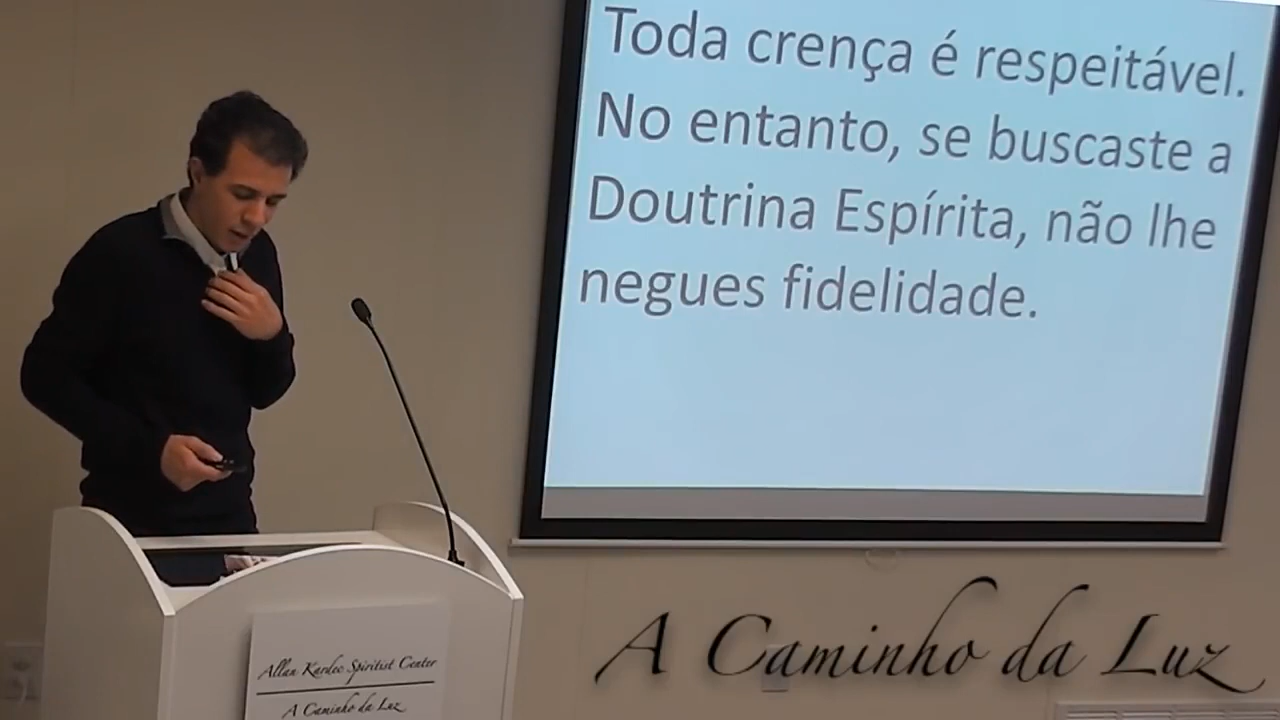 Toda crença é respeitável.
No entanto, se buscaste a
Doutrina Espírita, não lhe
negues fidelidade.
A Caminho da Luz
Allan Kardec Spiritist Center
A Caminho da Luz